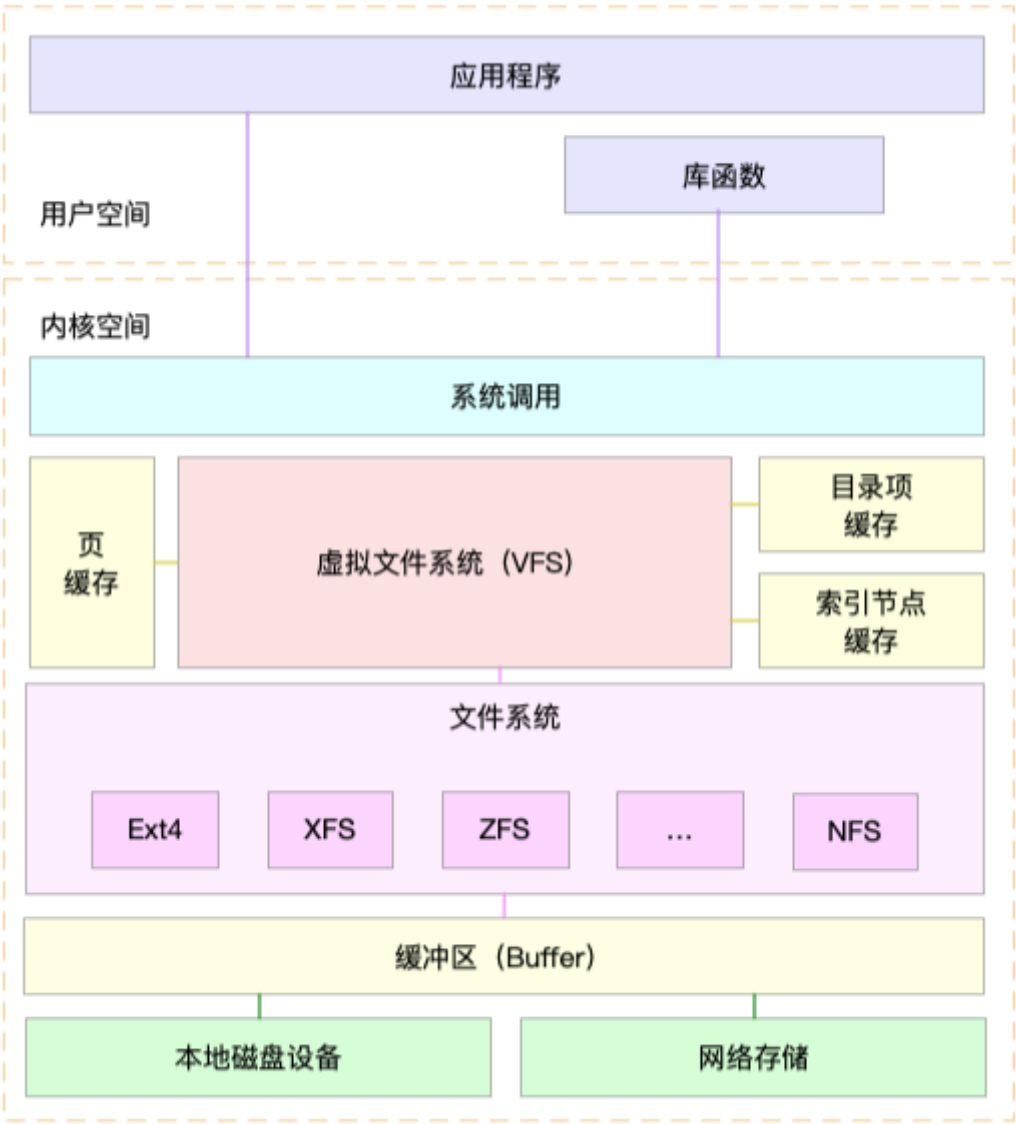 应用程序
库函数
用户空间
内核空间
系统调用
页
缓存
虚拟文件系统（VFS）
目录项
缓存
索引节点
缓存
文件系统
Ext4
XFS
ZFS
...
NFS
缓冲区（Buffer）
本地磁盘设备
网络存储